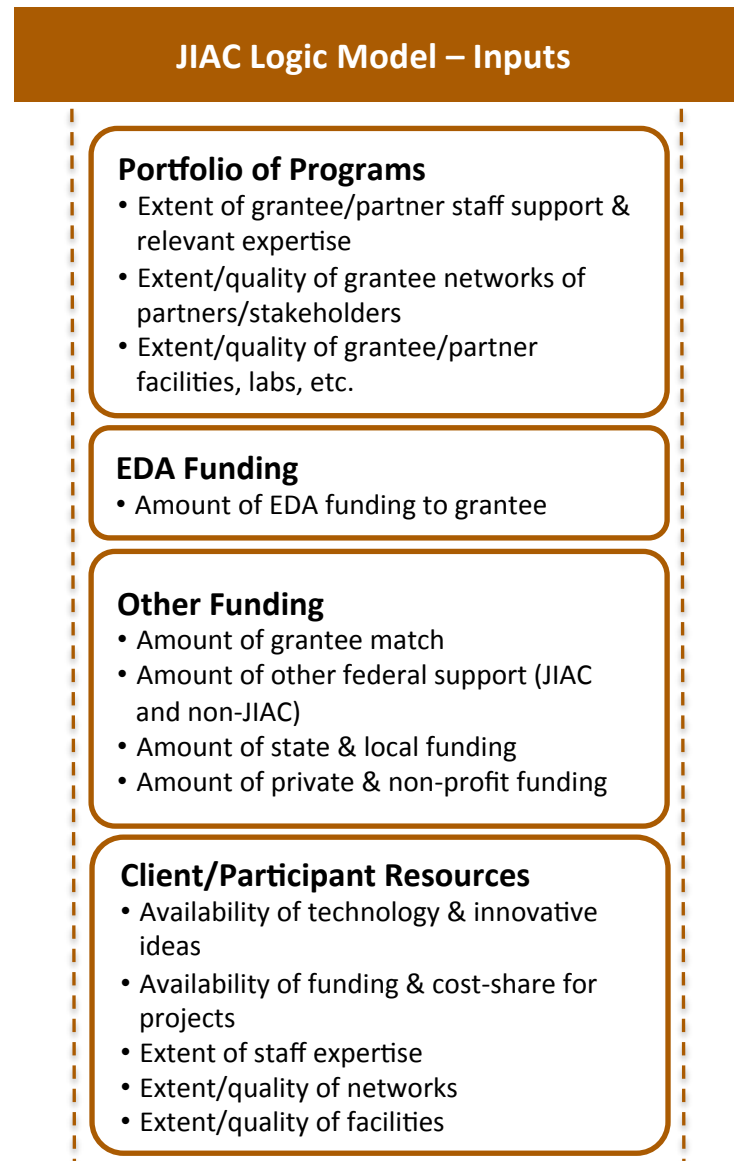 JIAC Logic Model – Inputs
Portfolio of Programs
• Extent of grantee/partner staff support &
relevant expertise
• Extent/quality of grantee networks of
partners/stakeholders
• Extent/quality of grantee/partner
facilities, labs, etc.
EDA Funding
• Amount of EDA funding to grantee
Other Funding
• Amount of grantee match
• Amount of other federal support (JIAC
and non-JIAC)
• Amount of state & local funding
• Amount of private & non-profit funding
Client/Participant Resources
• Availability of technology & innovative
ideas
• Availability of funding & cost-share for
projects
• Extent of staff expertise
• Extent/quality of networks
• Extent/quality of facilities